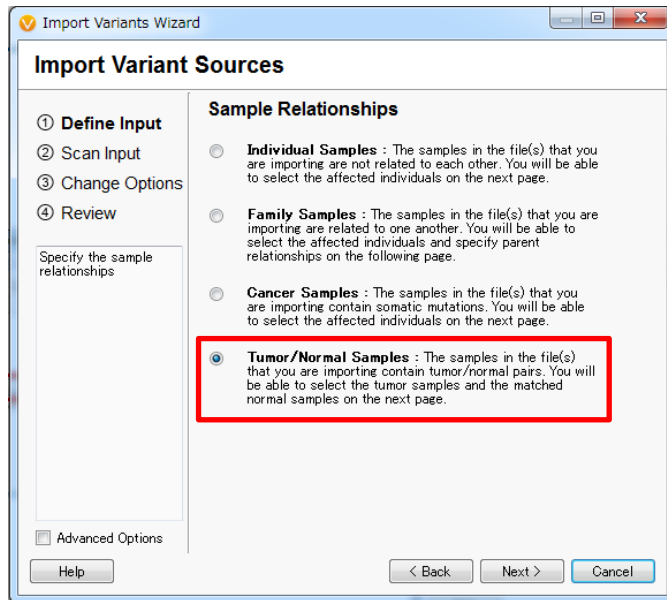 Import Variants Wizard
Import Variant Sources
① Define Input
② Scan Input
③ Change Options
④ Review
Specify the sample
relationships
Sample Relationships
Individual Samples : The samples in the file(s) that you
are importing are not related to each other. You will be able
to select the affected individuals on the next page.
Family Samples : The samples in the file(s) that you are
importing are related to one another. You will be able to
select the affected individuals and specify parent
relationships on the following page.
Cancer Samples : The samples in the file(s) that you
are importing contain somatic mutations. You will be able
to select the affected individuals on the next page.
Tumor/Normal Samples : The samples in the file(s)
that you are importing contain tumor/normal pairs. You will
be able to select the tumor samples and the matched
normal samples on the next page.
Advanced Options
Help
< Back
Next >
Cancel